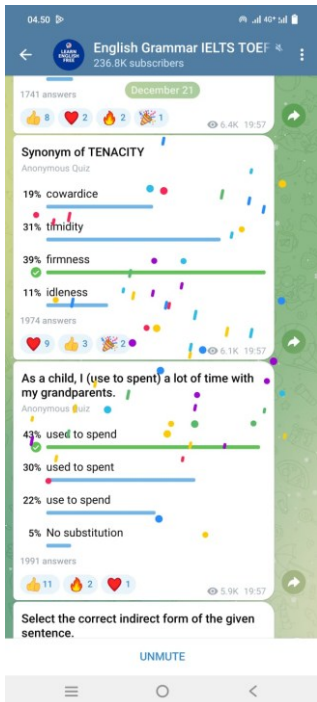 04.50
4G+
LEARN
ENGLISH
FREE
English Grammar IELTS TOEF
236.8K subscribers
December 21
1741 answers
8 2 2 1
6.4K 19:57
Synonym of TENACITY
Anonymous Quiz
19% cowardice
31% timidity
39% firmness
11% idleness
1974 answers
9 3 2
6.1K 19:57
As a child, I (use to spent) a lot of time with
my grandparents.
Anonymous Quiz
43% used to spend
30% used to spent
22% use to spend
5% No substitution
1991 answers
11 2 1
5.9K 19:57
Select the correct indirect form of the given
sentence.
UNMUTE